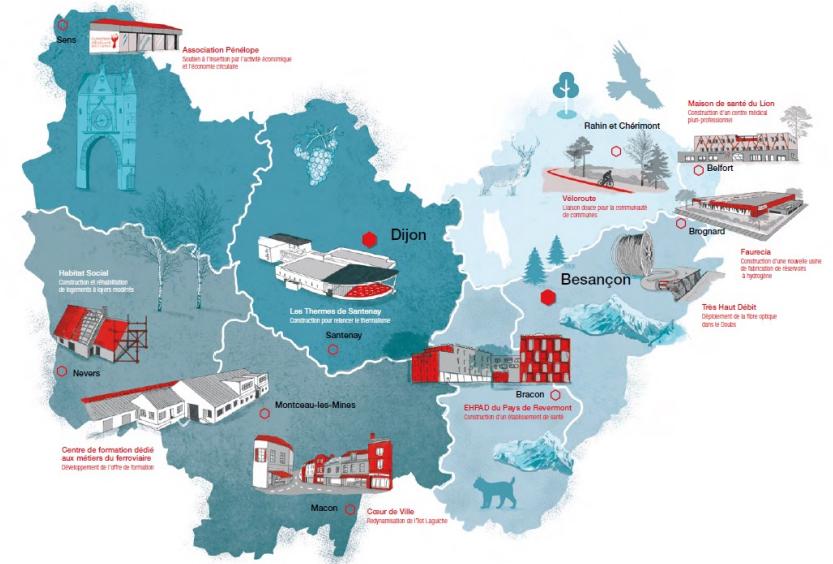 Sens
Association Pénélope
Soutien à l'insertion par l'activité économique
et l'économie circulaire
Rahin et Chérimont
Véloroute
Liaison douce pour la communauté
de communes
Maison de santé du Lion
Construction d'un centre médical
pluri-professionnel
Belfort
Brognard
Faurecia
Construction d'une nouvelle usine
de fabrication de réservoirs
à hydrogène
Dijon
Besançon
Très Haut Débit
Déploiement de la fibre optique
dans le Doubs
Habitat Social
Construction et réhabilitation
de logements à loyers modérés
Nevers
Les Thermes de Santenay
Construction pour relancer le thermalisme
Santenay
Bracon
EHPAD du Pays de Revermont
Construction d'un établissement de santé
Montceau-les-Mines
Centre de formation dédié
aux métiers du ferroviaire
Développement de l'offre de formation
Macon
Cœur de Ville
Redynamisation de l'îlot Laguiche